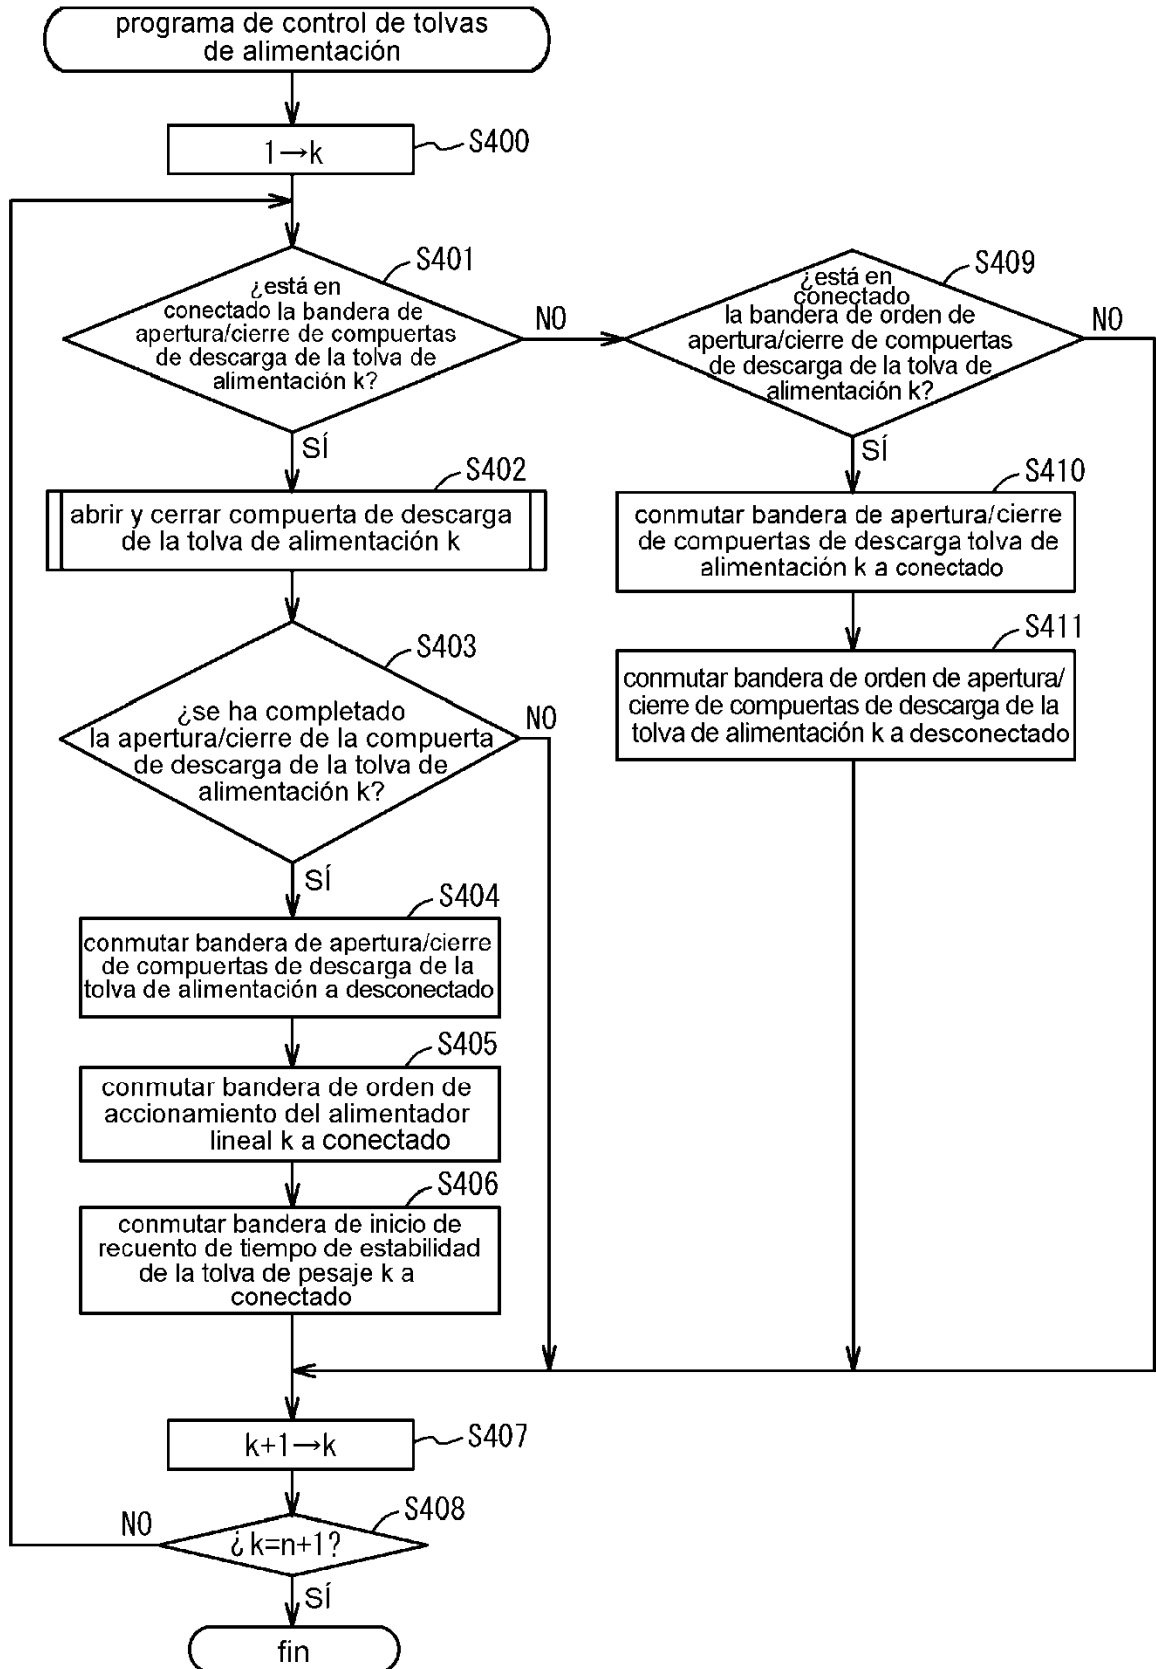 programa de control de tolvas
de alimentación
1→k
S400
S401
¿está en
conectado la bandera de
apertura/cierre de compuertas
de descarga de la tolva de
alimentación k?
NO
SÍ
S409
¿está en
conectado
la bandera de orden de
apertura/cierre de compuertas
de descarga de la tolva de
alimentación k?
NO
SÍ
S402
abrir y cerrar compuerta de descarga
de la tolva de alimentación k
S410
conmutar bandera de apertura/cierre
de compuertas de descarga tolva de
alimentación k a conectado
S411
conmutar bandera de orden de apertura/
cierre de compuertas de descarga de la
tolva de alimentación k a desconectado
S403
¿se ha completado
la apertura/cierre de la compuerta
de descarga de la tolva de
alimentación k?
NO
SÍ
S404
conmutar bandera de apertura/cierre
de compuertas de descarga de la
tolva de alimentación a desconectado
S405
conmutar bandera de orden de
accionamiento del alimentador
lineal k a conectado
S406
conmutar bandera de inicio de
recuento de tiempo de estabilidad
de la tolva de pesaje k a
conectado
k+1→k
S407
S408
¿k=n+1?
NO
SÍ
fin